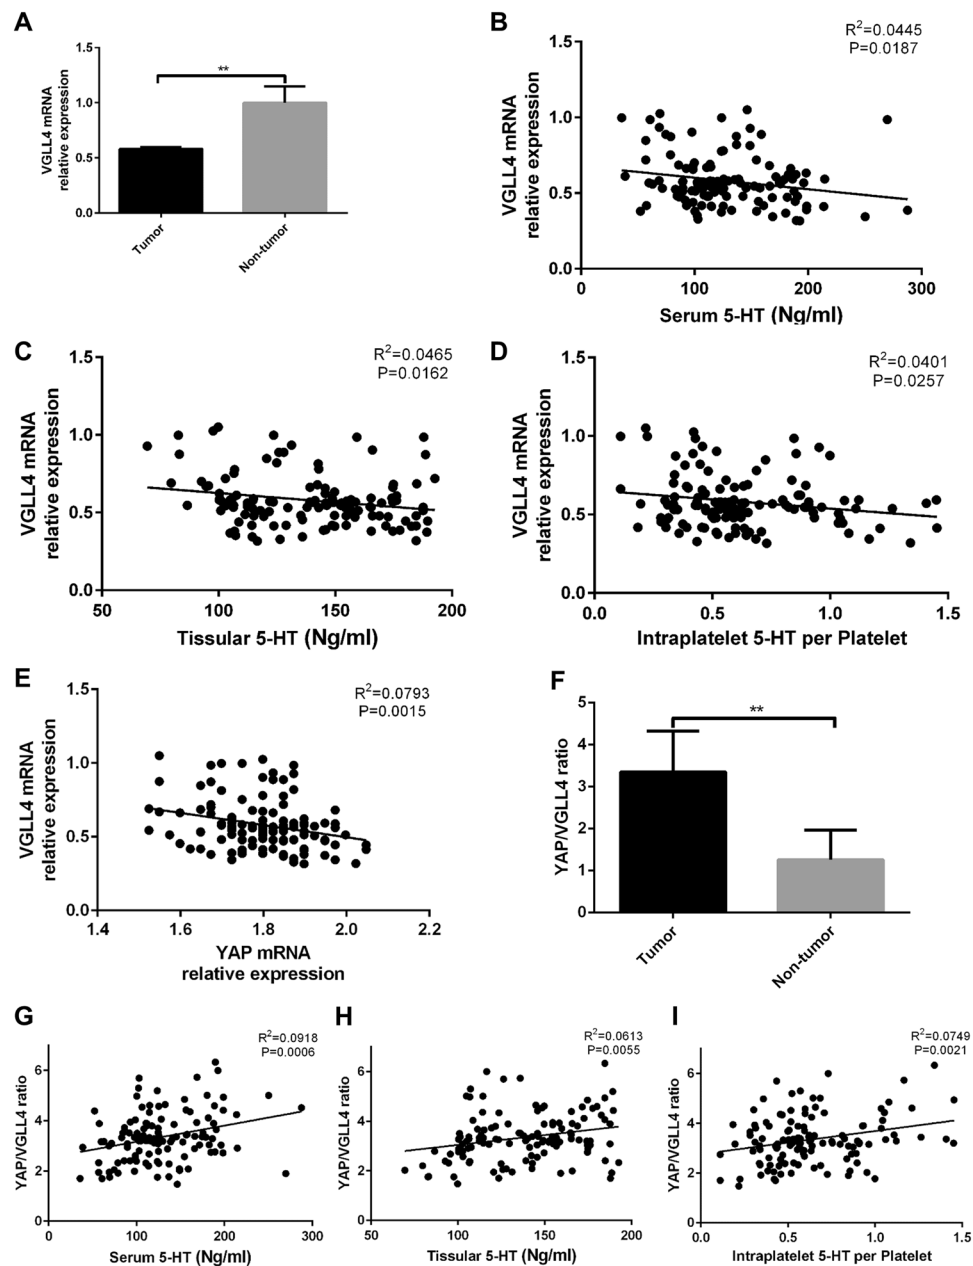 A
VGLL4 mRNA
relative expression
1.5
1.0
0.5
0.0
**
Tumor
Non-tumor
B
R²=0.0445
P=0.0187
VGLL4 mRNA
relative expression
1.5
1.0
0.5
0.0
0
100
200
300
Serum 5-HT (Ng/ml)
C
R²=0.0465
P=0.0162
VGLL4 mRNA
relative expression
1.5
1.0
0.5
0.0
50
100
150
200
Tissular 5-HT (Ng/ml)
D
R²=0.0401
P=0.0257
VGLL4 mRNA
relative expression
1.5
1.0
0.5
0.0
0.0
0.5
1.0
1.5
Intraplatelet 5-HT per Platelet
E
R²=0.0793
P=0.0015
VGLL4 mRNA
relative expression
1.5
1.0
0.5
0.0
1.4
1.6
1.8
2.0
2.2
YAP mRNA
relative expression
F
YAP/VGLL4 ratio
5
4
3
2
1
0
**
Tumor
Non-tumor
G
R²=0.0918
P=0.0006
YAP/VGLL4 ratio
6
4
2
0
0
100
200
300
Serum 5-HT (Ng/ml)
H
R²=0.0613
P=0.0055
YAP/VGLL4 ratio
6
4
2
0
50
100
150
200
Tissular 5-HT (Ng/ml)
I
R²=0.0749
P=0.0021
YAP/VGLL4 ratio
6
4
2
0
0.0
0.5
1.0
1.5
Intraplatelet 5-HT per Platelet